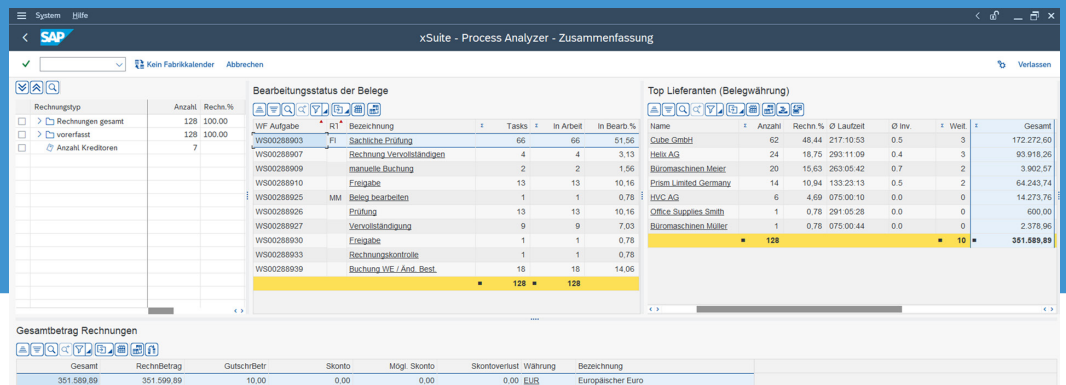 System Hilfe
SAP xSuite - Process Analyzer - Zusammenfassung
Kein Fabrikkalender Abbrechen Verlassen
Rechnungstyp Anzahl Rechn.%
Rechnungen gesamt 128 100.00
vorerfasst 128 100.00
Anzahl Kreditoren 7
Bearbeitungsstatus der Belege
WF Aufgabe RT Bezeichnung Tasks In Arbeit In Bearb.%
WS00288903 FI Sachliche Prüfung 66 66 51,56
WS00288907 Rechnung Vervollständigen 4 4 3,13
WS00288909 manuelle Buchung 2 2 1,56
WS00288910 Freigabe 13 13 10,16
WS00288925 MM Beleg bearbeiten 1 1 0,78
WS00288926 Prüfung 13 13 10,16
WS00288927 Vervollständigung 9 9 7,03
WS00288930 Freigabe 1 1 0,78
WS00288933 Rechnungskontrolle 1 1 0,78
WS00288939 Buchung WE / Änd. Best. 18 18 14,06
128 128
Top Lieferanten (Belegwährung)
Name Anzahl Rechn.% Ø Laufzeit Ø Inv. Weit. Gesamt
Cube GmbH 62 48,44 217:10:53 0.5 3 172.272,60
Helix AG 24 18,75 293:11:09 0.4 3 93.918,26
Büromaschinen Meier 20 15,63 263:05:42 0.7 2 3.902,57
Prism Limited Germany 14 10,94 133:23:13 0.5 2 64.243,74
HVC AG 6 4,69 075:00:10 0.0 0 14.273,76
Office Supplies Smith 1 0,78 291:05:28 0.0 0 600,00
Büromaschinen Müller 1 0,78 075:00:44 0.0 0 2.378,96
128 10 351.589,89
Gesamtbetrag Rechnungen
Gesamt RechnBetrag GutschrBetr Skonto Mögl. Skonto Skontoverlust Währung Bezeichnung
351.589,89 351.599,89 10,00 0,00 0,00 0,00 EUR Europäischer Euro